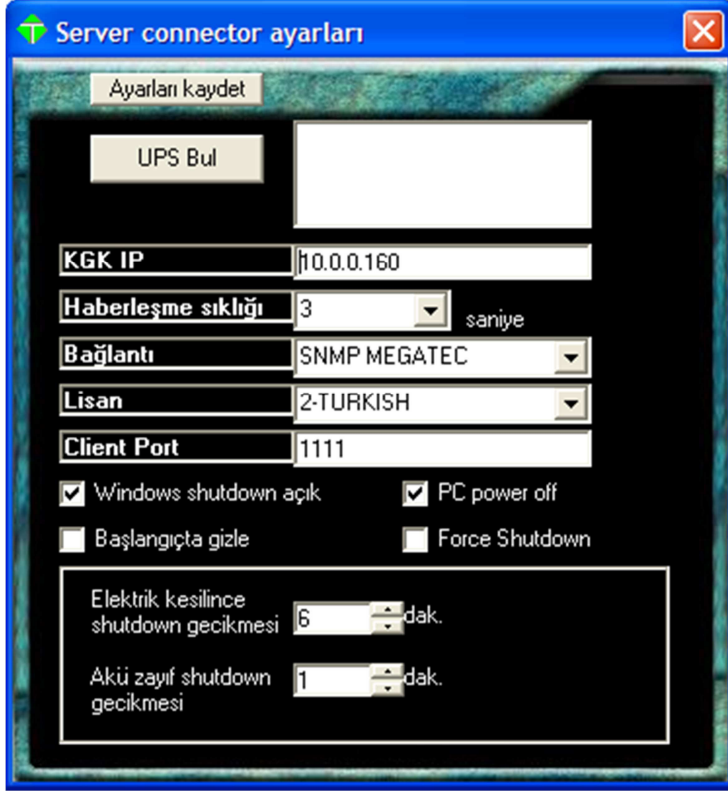 Server connector ayarları
Ayarları kaydet
UPS Bul
KGK IP
10.0.0.160
Haberleşme sıklığı
3
saniye
Bağlantı
SNMP MEGATEC
Lisan
2-TURKISH
Client Port
1111
Windows shutdown açık
PC power off
Başlangıçta gizle
Force Shutdown
Elektrik kesilince
shutdown gecikmesi
6
dak.
Akü zayıf shutdown
gecikmesi
1
dak.